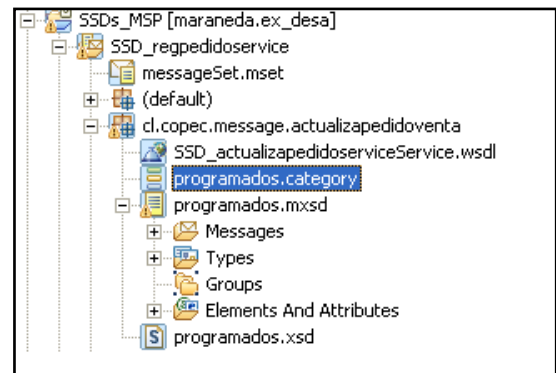 SSDs_MSP [maraneda.ex_desa]
SSD_regpedidoservice
messageSet.mset
(default)
cl.copec.message.actualizapedidoventa
SSD_actualizapedidoserviceService.wsdl
programados.category
programados.mxsd
Messages
Types
Groups
Elements And Attributes
programados.xsd